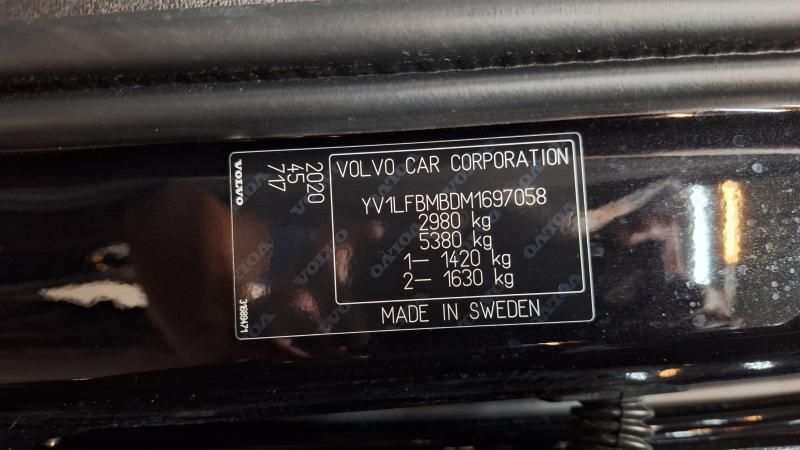 VOLVO
2020
45
717
31689471
VOLVO CAR CORPORATION
YV1LFBMBDM1697058
2980 kg
5380 kg
1— 1420 kg
2— 1630 kg
MADE IN SWEDEN